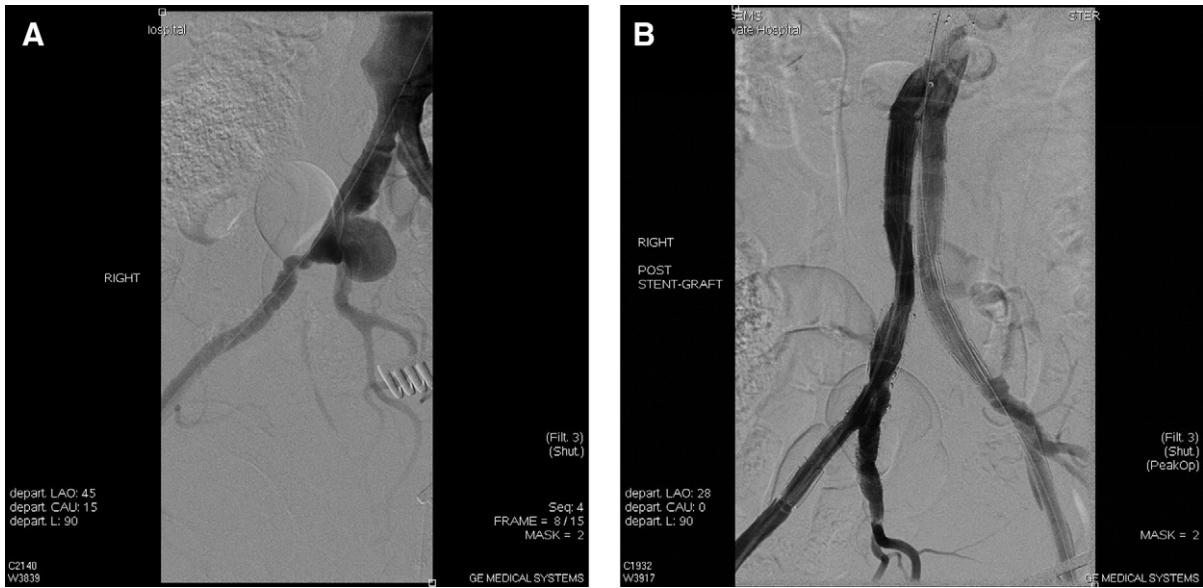 A
lospital
RIGHT
(Filt. 3)
(Shut.)
depart. LAO: 45
depart. CAU: 15
depart. L: 90
Seq: 4
FRAME = 8 / 15
MASK = 2
C2140
W3839
GE MEDICAL SYSTEMS
B
SEMS
STER
vate Hospital
RIGHT
POST
STENT-GRAFT
(Filt. 3)
(Shut.)
(PeakOp)
depart. LAO: 28
depart. CAU: 0
depart. L: 90
MASK = 2
C1932
W3917
GE MEDICAL SYSTEMS